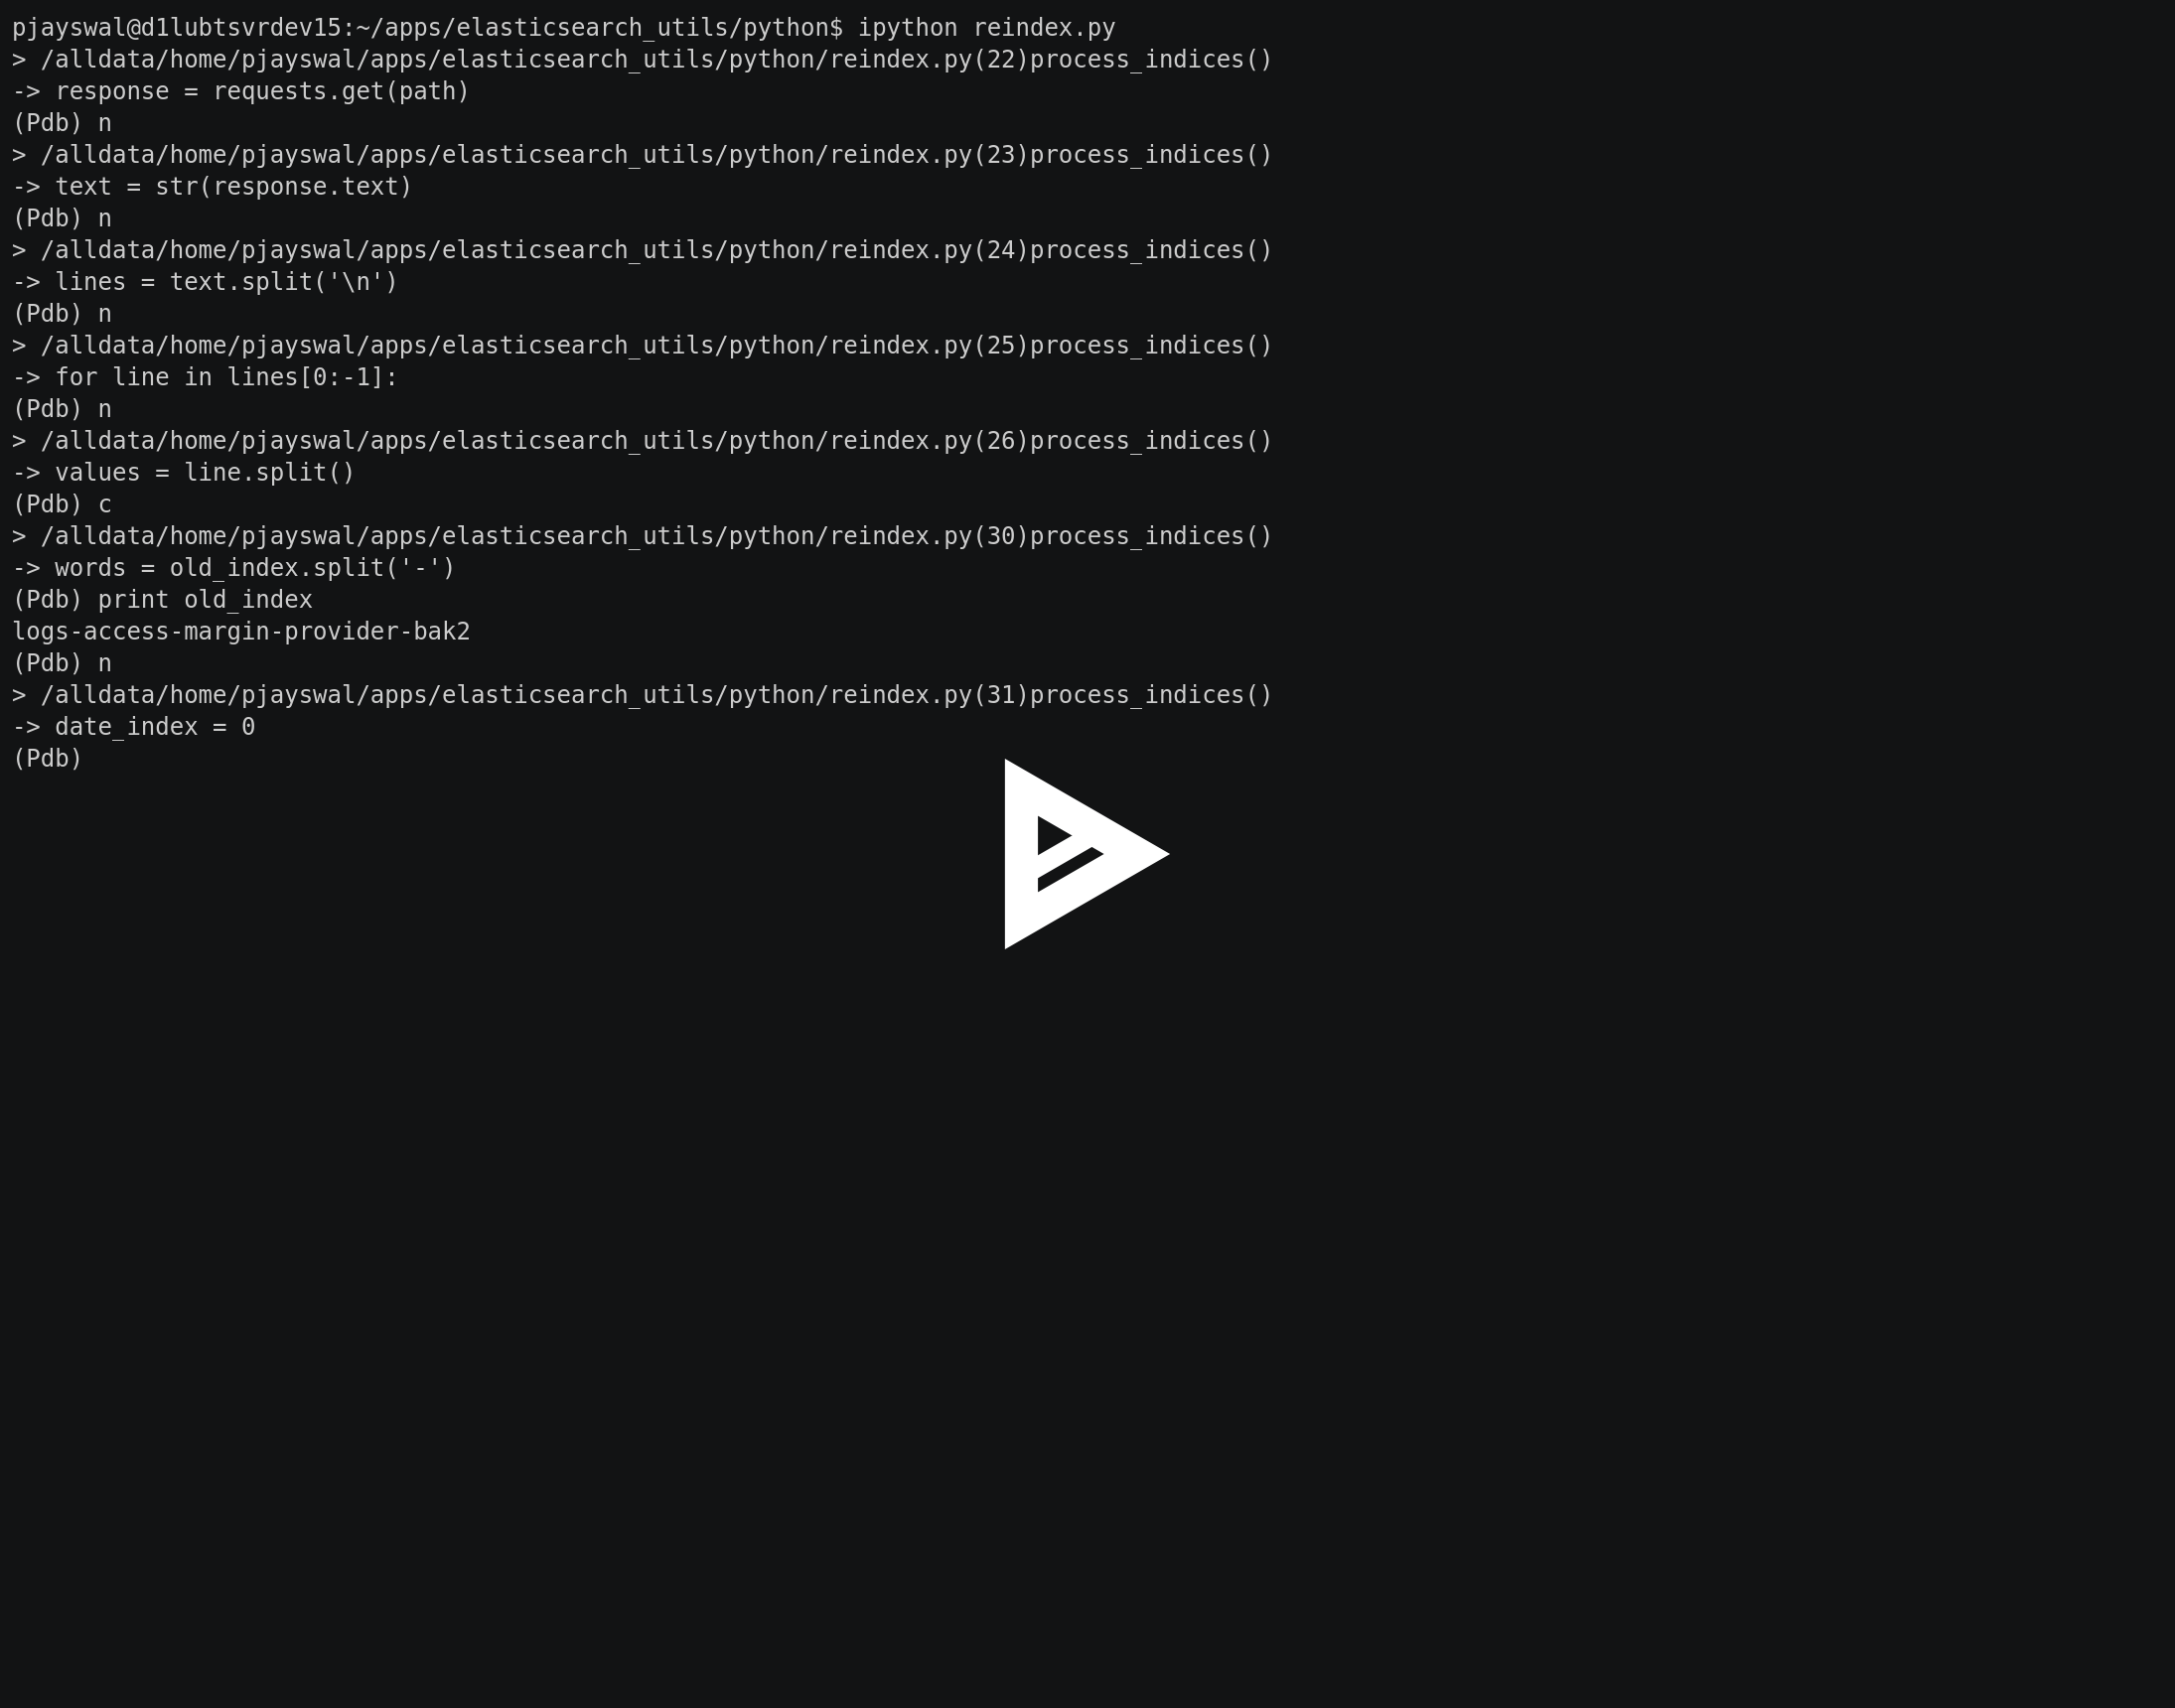 pjayswal@d1lubtsvrdev15:~/apps/elasticsearch_utils/python$ ipython reindex.py
> /alldata/home/pjayswal/apps/elasticsearch_utils/python/reindex.py(22)process_indices()
-> response = requests.get(path)
(Pdb) n
> /alldata/home/pjayswal/apps/elasticsearch_utils/python/reindex.py(23)process_indices()
-> text = str(response.text)
(Pdb) n
> /alldata/home/pjayswal/apps/elasticsearch_utils/python/reindex.py(24)process_indices()
-> lines = text.split('\n')
(Pdb) n
> /alldata/home/pjayswal/apps/elasticsearch_utils/python/reindex.py(25)process_indices()
-> for line in lines[0:-1]:
(Pdb) n
> /alldata/home/pjayswal/apps/elasticsearch_utils/python/reindex.py(26)process_indices()
-> values = line.split()
(Pdb) c
> /alldata/home/pjayswal/apps/elasticsearch_utils/python/reindex.py(30)process_indices()
-> words = old_index.split('-')
(Pdb) print old_index
logs-access-margin-provider-bak2
(Pdb) n
> /alldata/home/pjayswal/apps/elasticsearch_utils/python/reindex.py(31)process_indices()
-> date_index = 0
(Pdb)